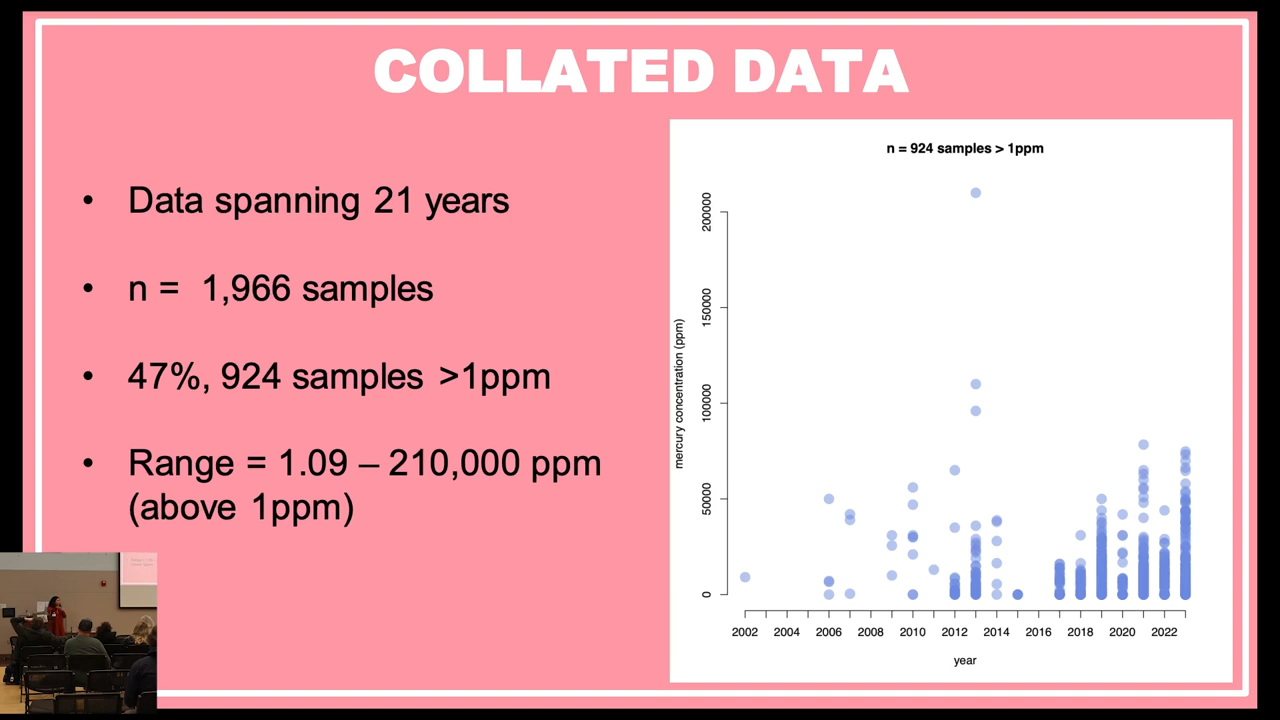 COLLATED DATA
• Data spanning 21 years
• n = 1,966 samples
• 47%, 924 samples >1ppm
• Range = 1.09 – 210,000 ppm
(above 1ppm)
n = 924 samples > 1ppm
mercury concentration (ppm)
200000
150000
100000
50000
0
2002 2004 2006 2008 2010 2012 2014 2016 2018 2020 2022
year